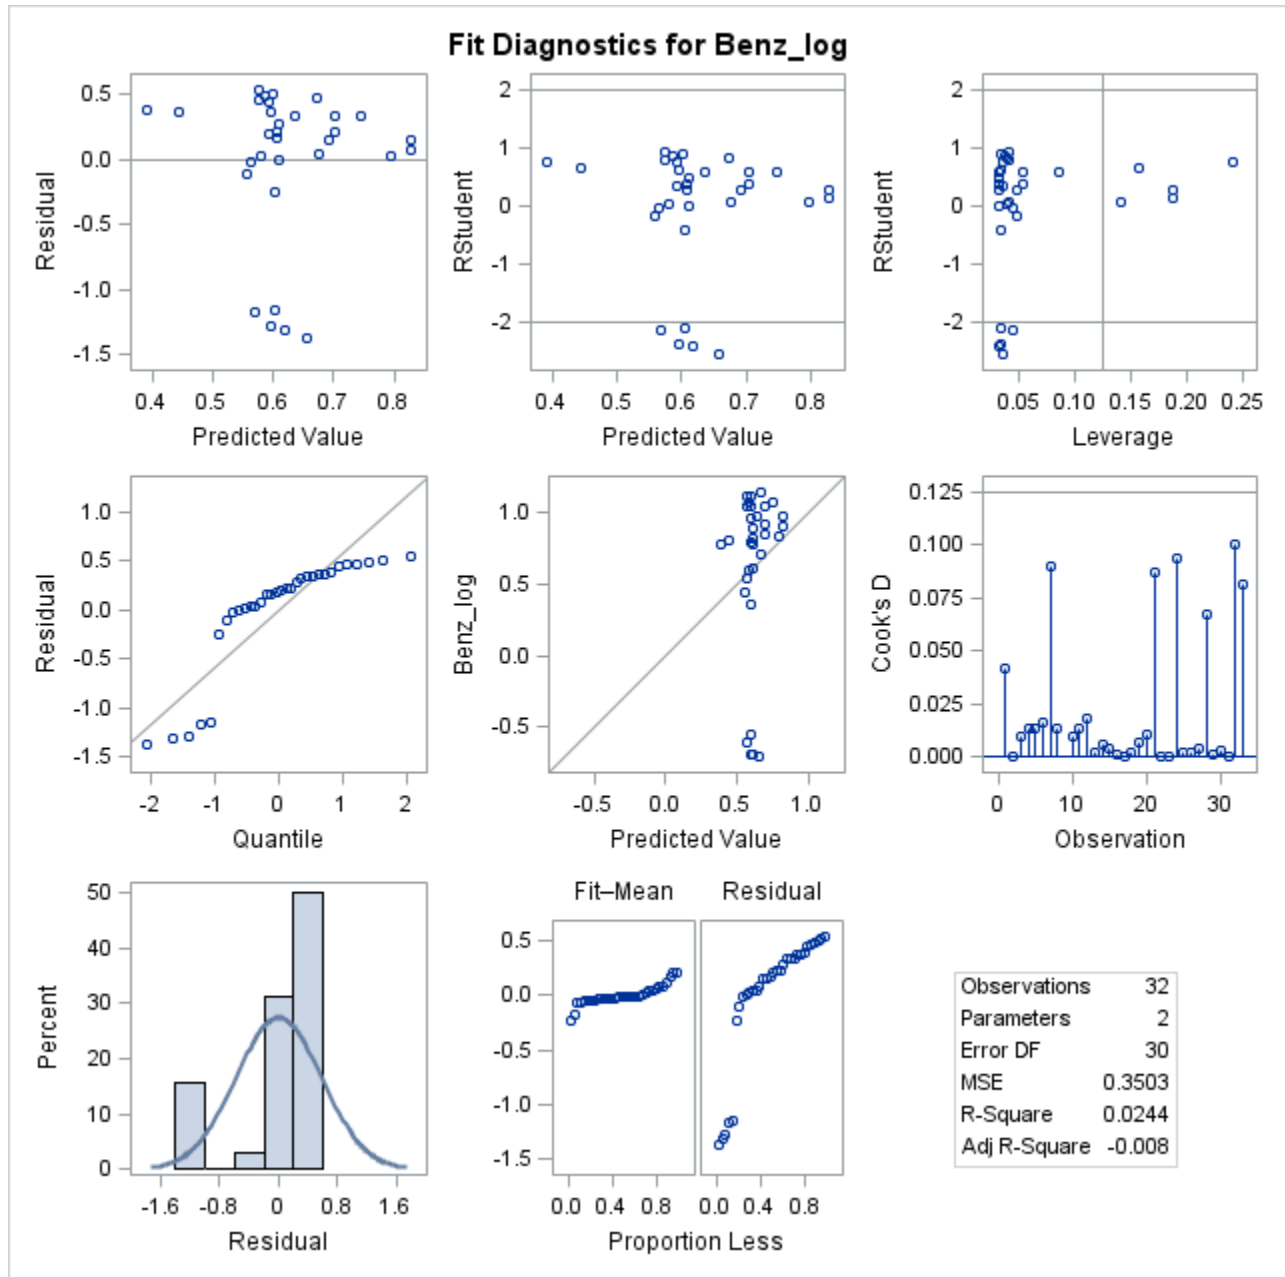 Fit Diagnostics for Benz_log
0.5
0.0
-0.5
-1.0
-1.5
Residual
0.4 0.5 0.6 0.7 0.8
Predicted Value
2
1
0
-1
-2
RStudent
0.4 0.5 0.6 0.7 0.8
Predicted Value
2
1
0
-1
-2
RStudent
0.05 0.10 0.15 0.20 0.25
Leverage
1.0
0.5
0.0
-0.5
-1.0
-1.5
Residual
-2 -1 0 1 2
Quantile
1.0
0.5
0.0
-0.5
Benz_log
-0.5 0.0 0.5 1.0
Predicted Value
0.125
0.100
0.075
0.050
0.025
0.000
Cook's D
0 10 20 30
Observation
50
40
30
20
10
0
Percent
-1.6 -0.8 0 0.8 1.6
Residual
Fit–Mean Residual
0.5
0.0
-0.5
-1.0
-1.5
0.0 0.4 0.8 0.0 0.4 0.8
Proportion Less
Observations 32
Parameters 2
Error DF 30
MSE 0.3503
R-Square 0.0244
Adj R-Square -0.008